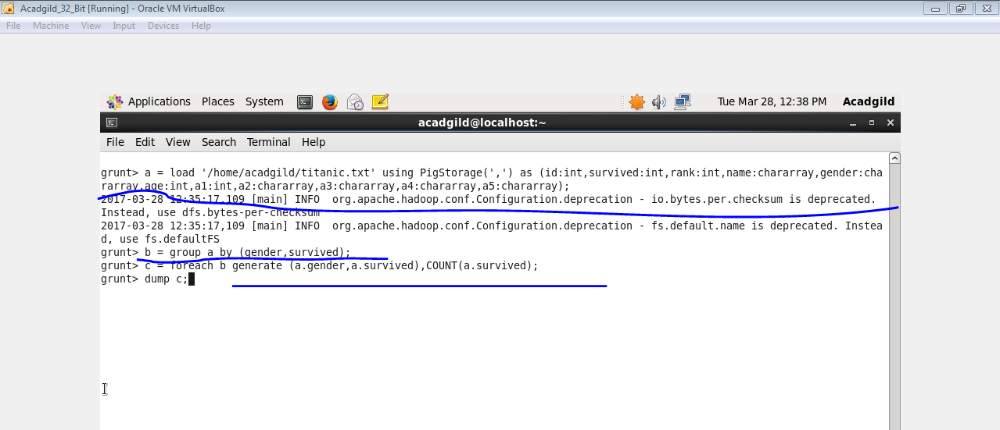 Acadgild_32_Bit [Running] - Oracle VM VirtualBox
File Machine View Input Devices Help
Applications Places System Tue Mar 28, 12:38 PM Acadgild
acadgild@localhost:~
File Edit View Search Terminal Help
grunt> a = load '/home/acadgild/titanic.txt' using PigStorage(',') as (id:int,survived:int,rank:int,name:chararray,gender:cha
rarray,age:int,a1:int,a2:chararray,a3:chararray,a4:chararray,a5:chararray);
2017-03-28 12:35:17,109 [main] INFO  org.apache.hadoop.conf.Configuration.deprecation - io.bytes.per.checksum is deprecated.
Instead, use dfs.bytes-per-checksum
2017-03-28 12:35:17,109 [main] INFO  org.apache.hadoop.conf.Configuration.deprecation - fs.default.name is deprecated. Instea
d, use fs.defaultFS
grunt> b = group a by (gender,survived);
grunt> c = foreach b generate (a.gender,a.survived),COUNT(a.survived);
grunt> dump c;